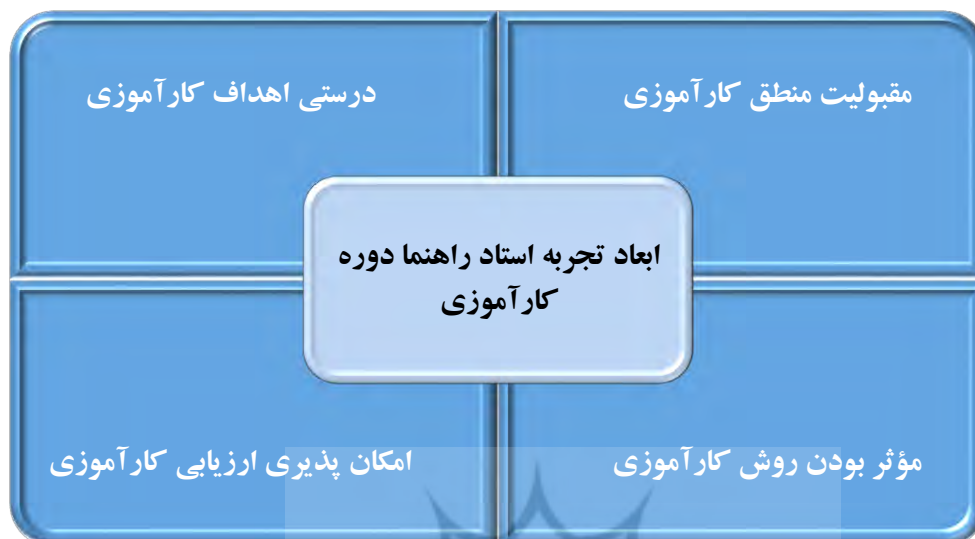 مقبولیت منطق کارآموزی
درستی اهداف کارآموزی
ابعاد تجربه استاد راهنما دوره
کارآموزی
مؤثر بودن روش کارآموزی
امکان پذیری ارزیابی کارآموزی